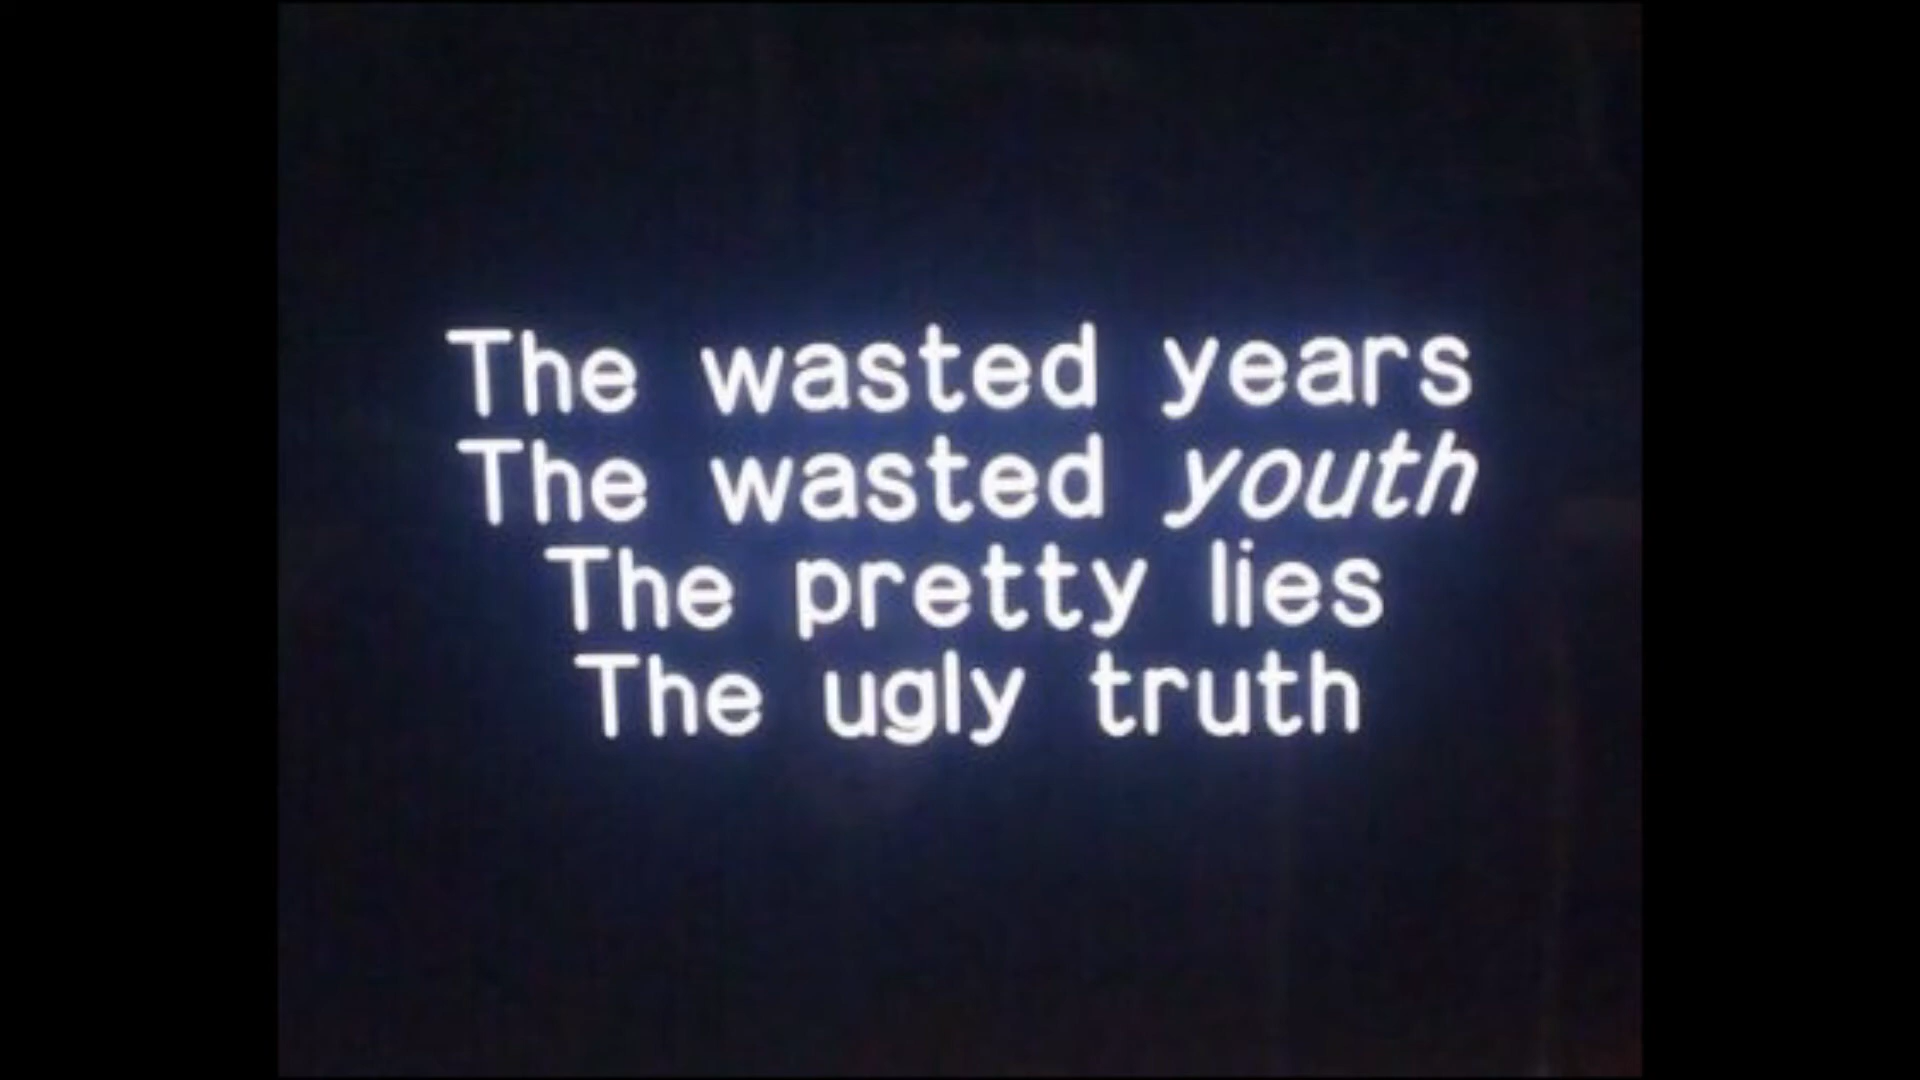 The wasted years
The wasted youth
The pretty lies
The ugly truth